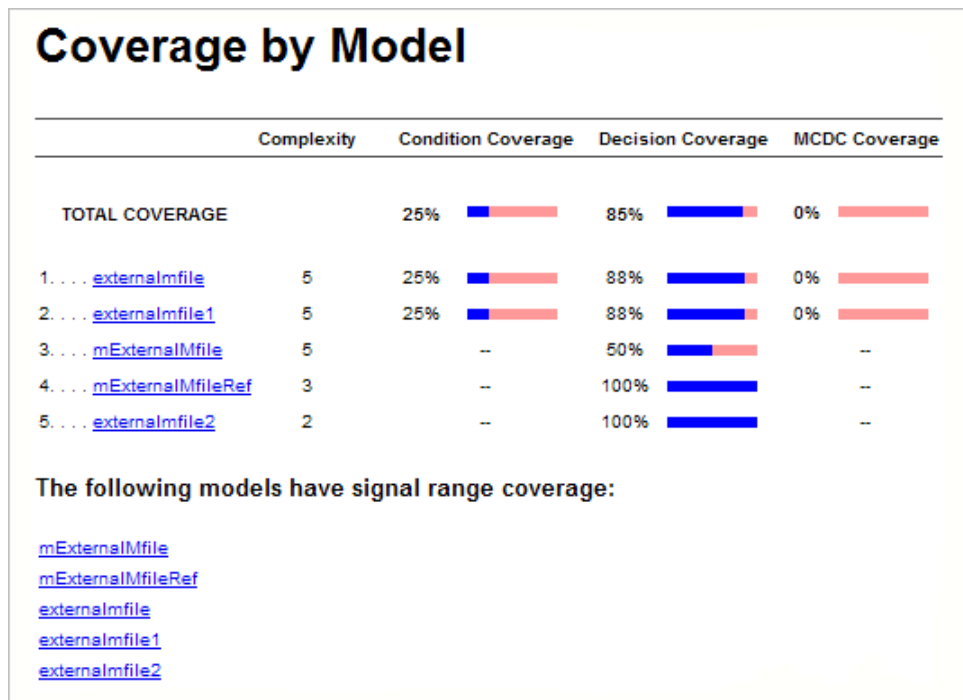 Coverage by Model
Complexity Condition Coverage Decision Coverage MCDC Coverage
TOTAL COVERAGE 25% 85% 0%
1. . . . externalmfile 5 25% 88% 0%
2. . . . externalmfile1 5 25% 88% 0%
3. . . . mExternalMfile 5 -- 50% --
4. . . . mExternalMfileRef 3 -- 100% --
5. . . . externalmfile2 2 -- 100% --
The following models have signal range coverage:
mExternalMfile
mExternalMfileRef
externalmfile
externalmfile1
externalmfile2